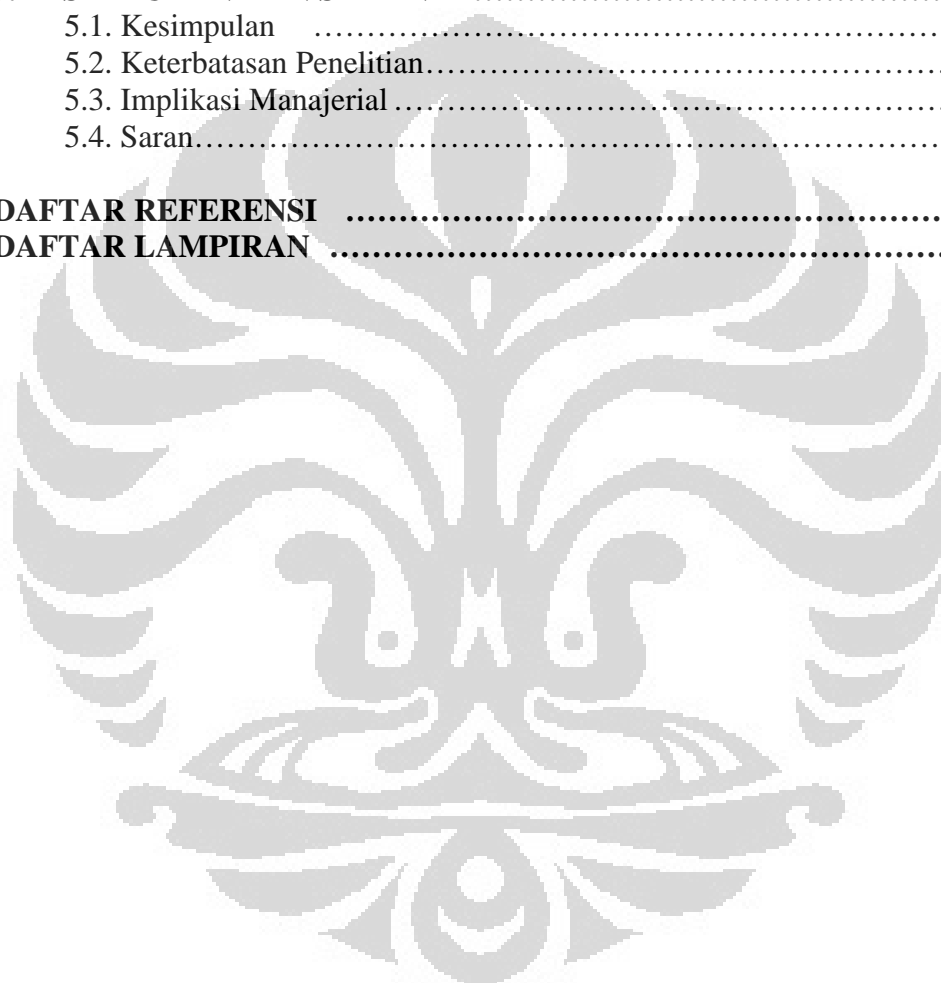 5.1. Kesimpulan ……………………………………………………
5.2. Keterbatasan Penelitian……………………………………………
5.3. Implikasi Manajerial ………………………………………………
5.4. Saran……………………………………………………………
DAFTAR REFERENSI ……………………………………………………
DAFTAR LAMPIRAN ……………………………………………………